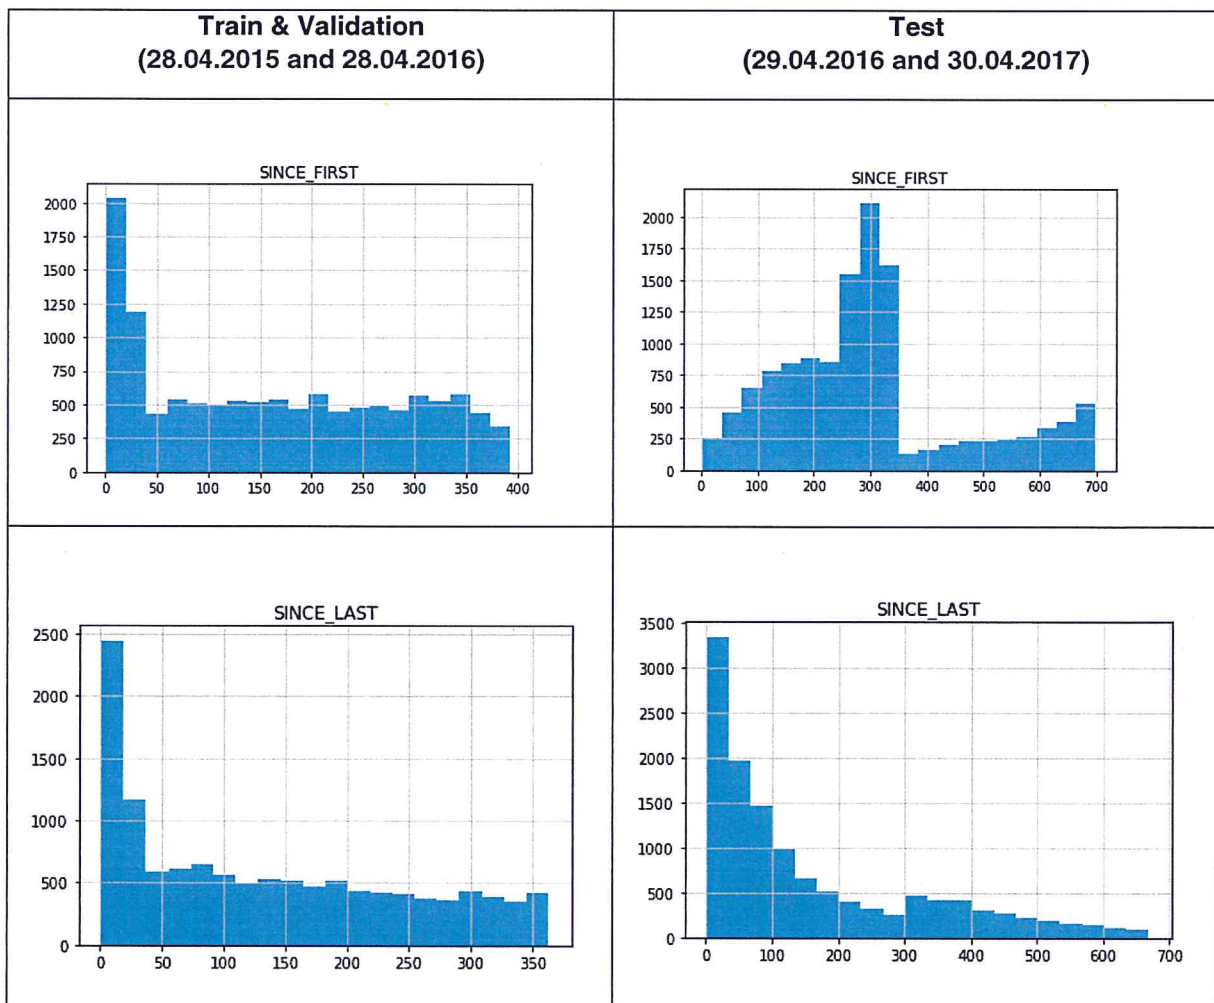 Train & Validation
(28.04.2015 and 28.04.2016)
Test
(29.04.2016 and 30.04.2017)
SINCE_FIRST
2000
1750
1500
1250
1000
750
500
250
0
0 50 100 150 200 250 300 350 400
SINCE_FIRST
2000
1750
1500
1250
1000
750
500
250
0
0 100 200 300 400 500 600 700
SINCE_LAST
2500
2000
1500
1000
500
0
0 50 100 150 200 250 300 350
SINCE_LAST
3500
3000
2500
2000
1500
1000
500
0
0 100 200 300 400 500 600 700